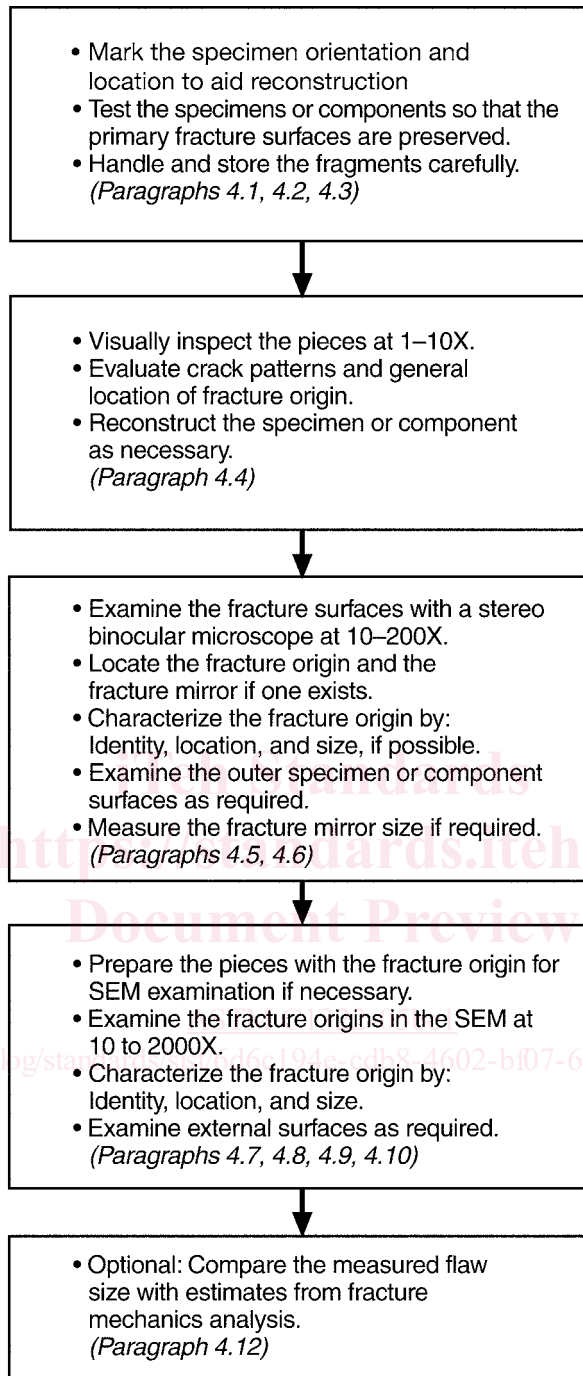 • Mark the specimen orientation and
location to aid reconstruction
• Test the specimens or components so that the
primary fracture surfaces are preserved.
• Handle and store the fragments carefully.
(Paragraphs 4.1, 4.2, 4.3)
• Visually inspect the pieces at 1–10X.
• Evaluate crack patterns and general
location of fracture origin.
• Reconstruct the specimen or component
as necessary.
(Paragraph 4.4)
• Examine the fracture surfaces with a stereo
binocular microscope at 10–200X.
• Locate the fracture origin and the
fracture mirror if one exists.
• Characterize the fracture origin by:
Identity, location, and size, if possible.
iTeh Standards
• Examine the outer specimen or component
surfaces as required.
• Measure the fracture mirror size if required.
https://standards.iteh
(Paragraphs 4.5, 4.6)
Document Preview
• Prepare the pieces with the fracture origin for
SEM examination if necessary.
• Examine the fracture origins in the SEM at
10 to 2000X.
• Characterize the fracture origin by:
Identity, location, and size.
• Examine external surfaces as required.
(Paragraphs 4.7, 4.8, 4.9, 4.10)
• Optional: Compare the measured flaw
size with estimates from fracture
mechanics analysis.
(Paragraph 4.12)